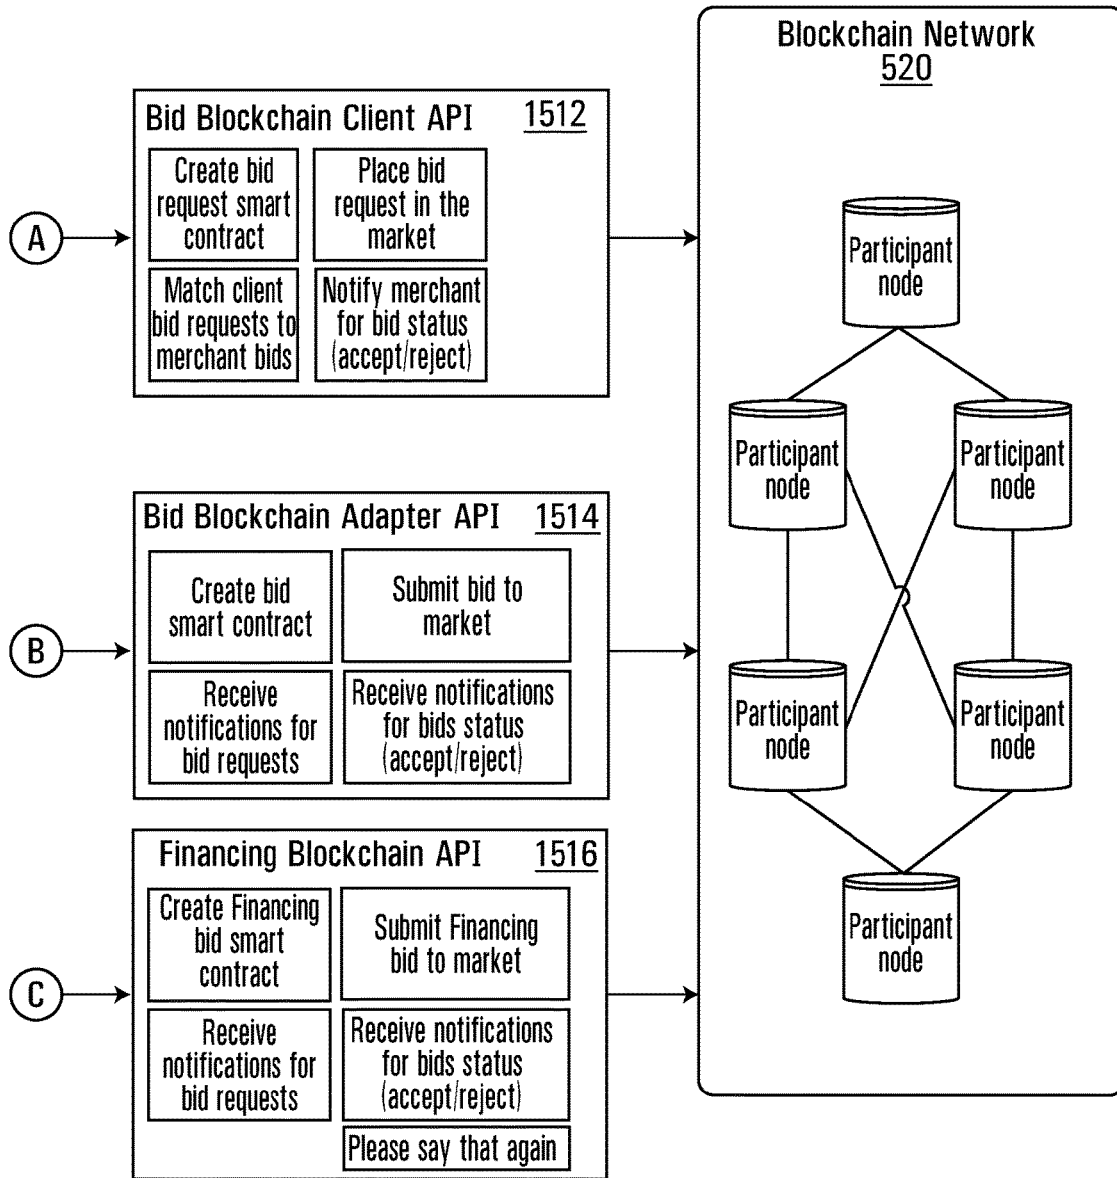 Blockchain Network
520
Bid Blockchain Client API 1512
Create bid
request smart
contract
Place bid
request in the
market
Match client
bid requests to
merchant bids
Notify merchant
for bid status
(accept/reject)
A
Bid Blockchain Adapter API 1514
Create bid
smart contract
Submit bid to
market
Receive
notifications for
bid requests
Receive notifications
for bids status
(accept/reject)
B
Financing Blockchain API 1516
Create Financing
bid smart
contract
Submit Financing
bid to market
Receive
notifications for
bid requests
Receive notifications
for bids status
(accept/reject)
Please say that again
C
Participant
node
Participant
node
Participant
node
Participant
node
Participant
node
Participant
node